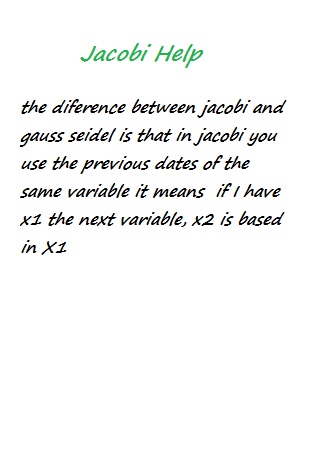 Jacobi Help
the diference between jacobi and
gauss seidel is that in jacobi you
use the previous dates of the
same variable it means if I have
x1 the next variable, x2 is based
in X1